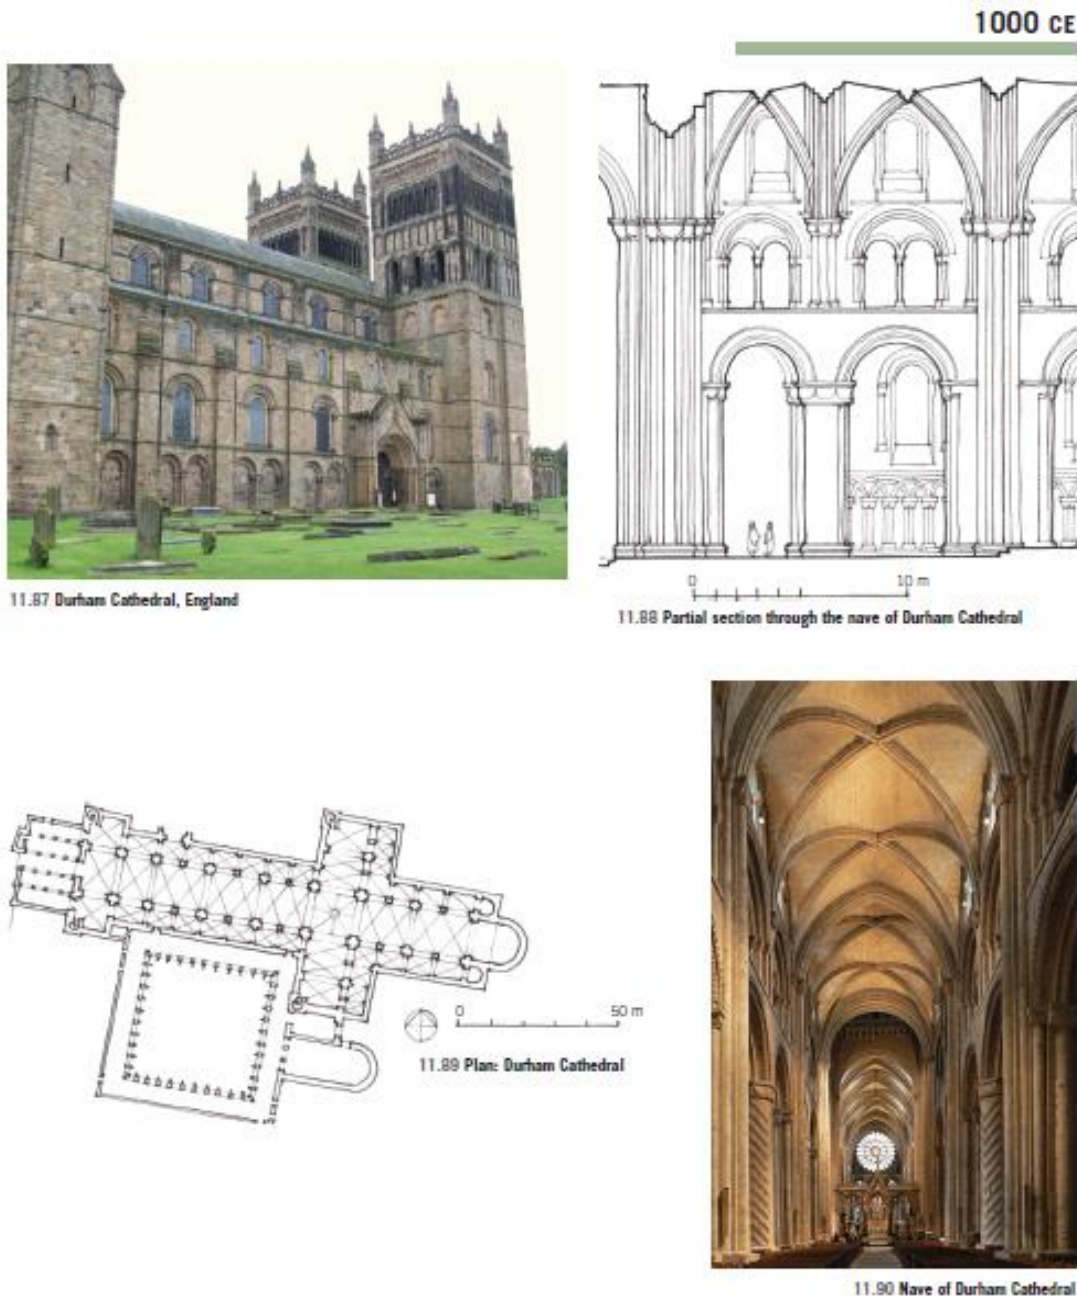 1000 CE
11.87 Durham Cathedral, England
0 10 m
11.88 Partial section through the nave of Durham Cathedral
0 50 m
11.89 Plan: Durham Cathedral
11.90 Nave of Durham Cathedral